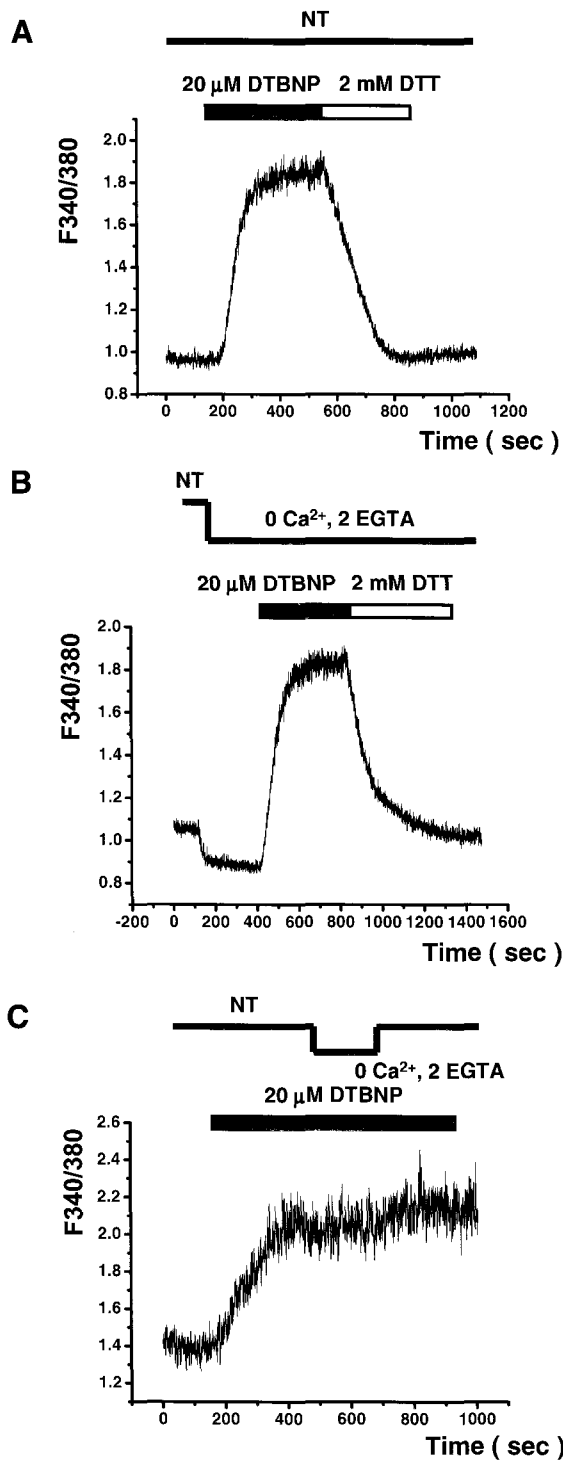 A
NT
20 μM DTBNP 2 mM DTT
F340/380
2.0
1.8
1.6
1.4
1.2
1.0
0.8
0 200 400 600 800 1000 1200
Time ( sec )
B
NT
0 Ca²⁺, 2 EGTA
20 μM DTBNP 2 mM DTT
F340/380
2.0
1.8
1.6
1.4
1.2
1.0
0.8
-200 0 200 400 600 800 1000 1200 1400 1600
Time ( sec )
C
NT
0 Ca²⁺, 2 EGTA
20 μM DTBNP
F340/380
2.6
2.4
2.2
2.0
1.8
1.6
1.4
1.2
0 200 400 600 800 1000
Time ( sec )